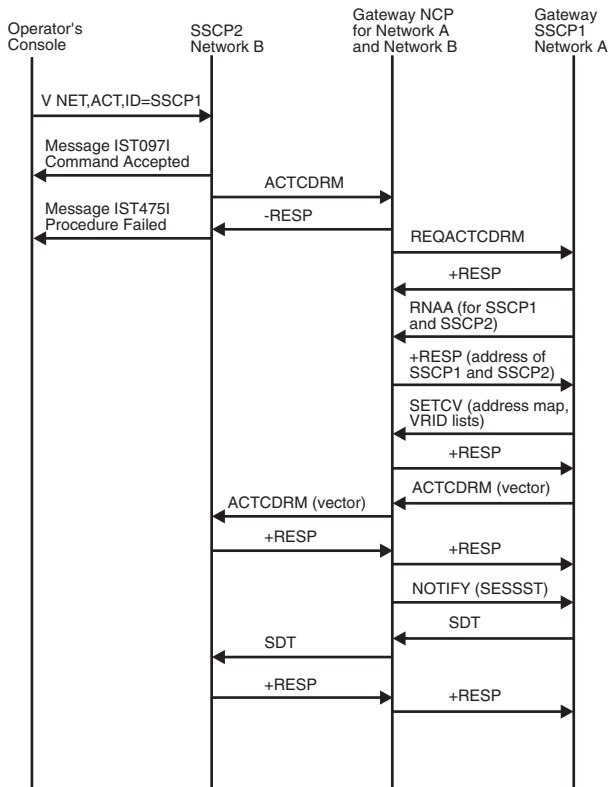 Operator's
Console
SSCP2
Network B
Gateway NCP
for Network A
and Network B
Gateway
SSCP1
Network A
V NET,ACT,ID=SSCP1
Message IST097I
Command Accepted
ACTCDRM
Message IST475I
Procedure Failed
-RESP
REQACTCDRM
+RESP
RNAA (for SSCP1
and SSCP2)
+RESP (address of
SSCP1 and SSCP2)
SETCV (address map,
VRID lists)
+RESP
ACTCDRM (vector)
ACTCDRM (vector)
+RESP
+RESP
NOTIFY (SESSST)
SDT
SDT
+RESP
+RESP